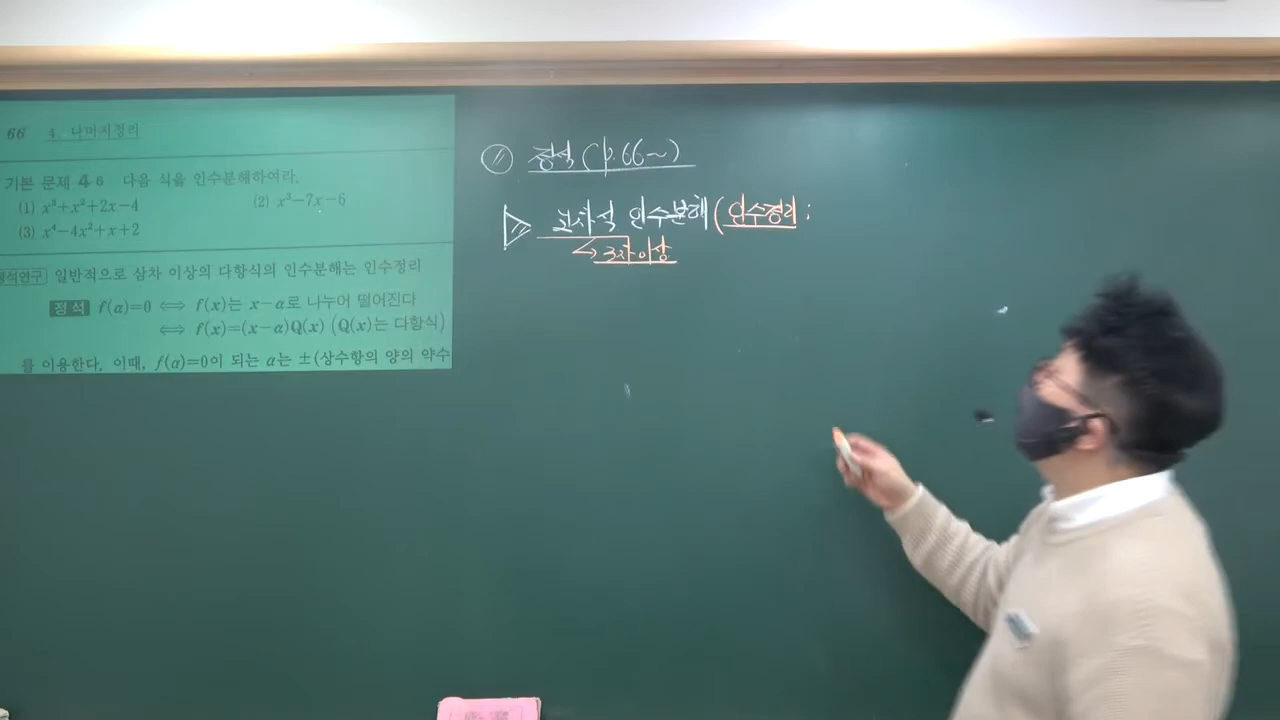 66 4. 나머지정리
기본 문제 4 6 다음 식을 인수분해하여라.
(1) x³+x²+2x−4 (2) x³−7x−6
(3) x⁴−4x²+x+2
정석연구 일반적으로 삼차 이상의 다항식의 인수분해는 인수정리
정석 f(α)=0 ⟺ f(x)는 x−α로 나누어 떨어진다
⟺ f(x)=(x−α)Q(x) (Q(x)는 다항식)
를 이용한다. 이때, f(α)=0이 되는 α는 ±(상수항의 양의 약수
정석 (p.66~)
고차식 인수분해 (인수정리;
→ 3차이상